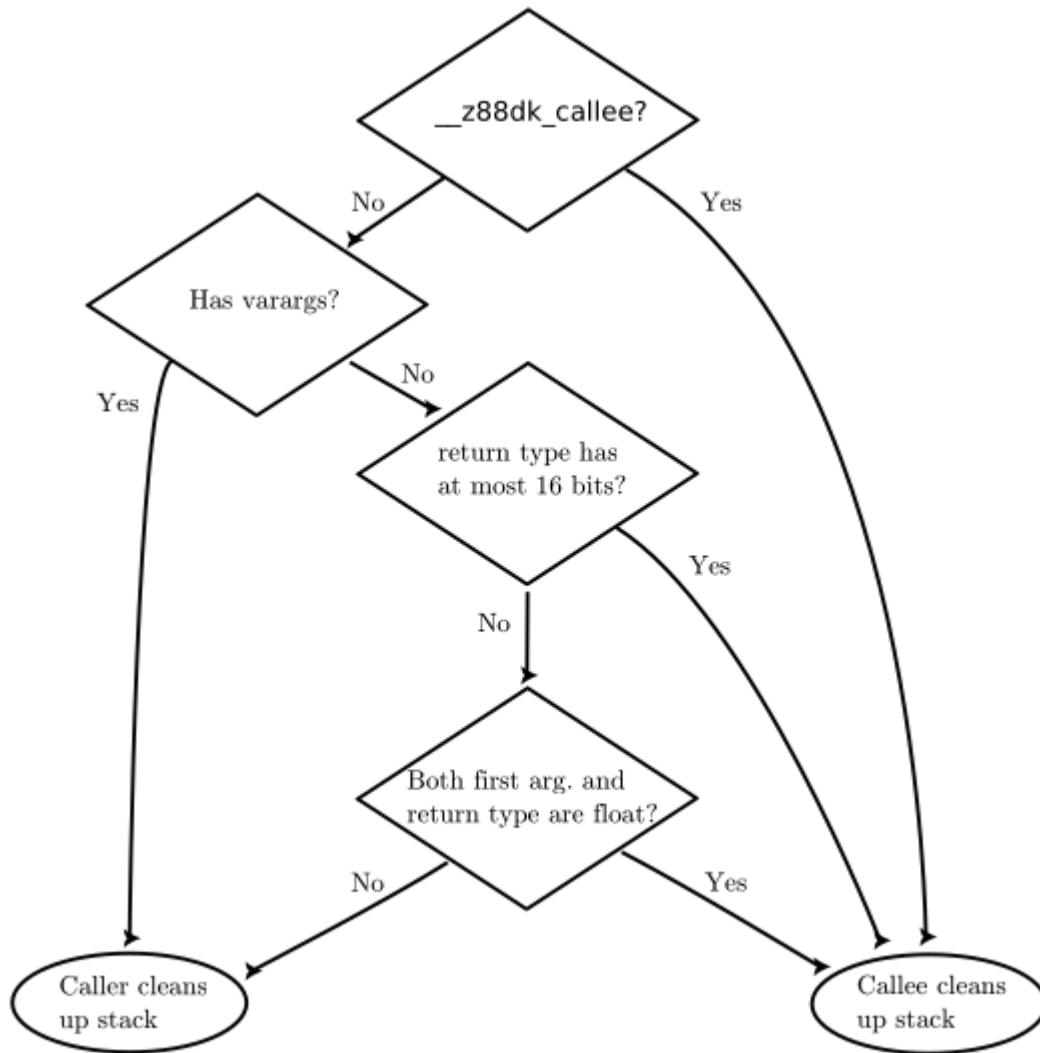 __z88dk_callee?
No
Yes
Has varargs?
No
Yes
return type has
at most 16 bits?
Yes
No
Both first arg. and
return type are float?
No
Yes
Caller cleans
up stack
Callee cleans
up stack